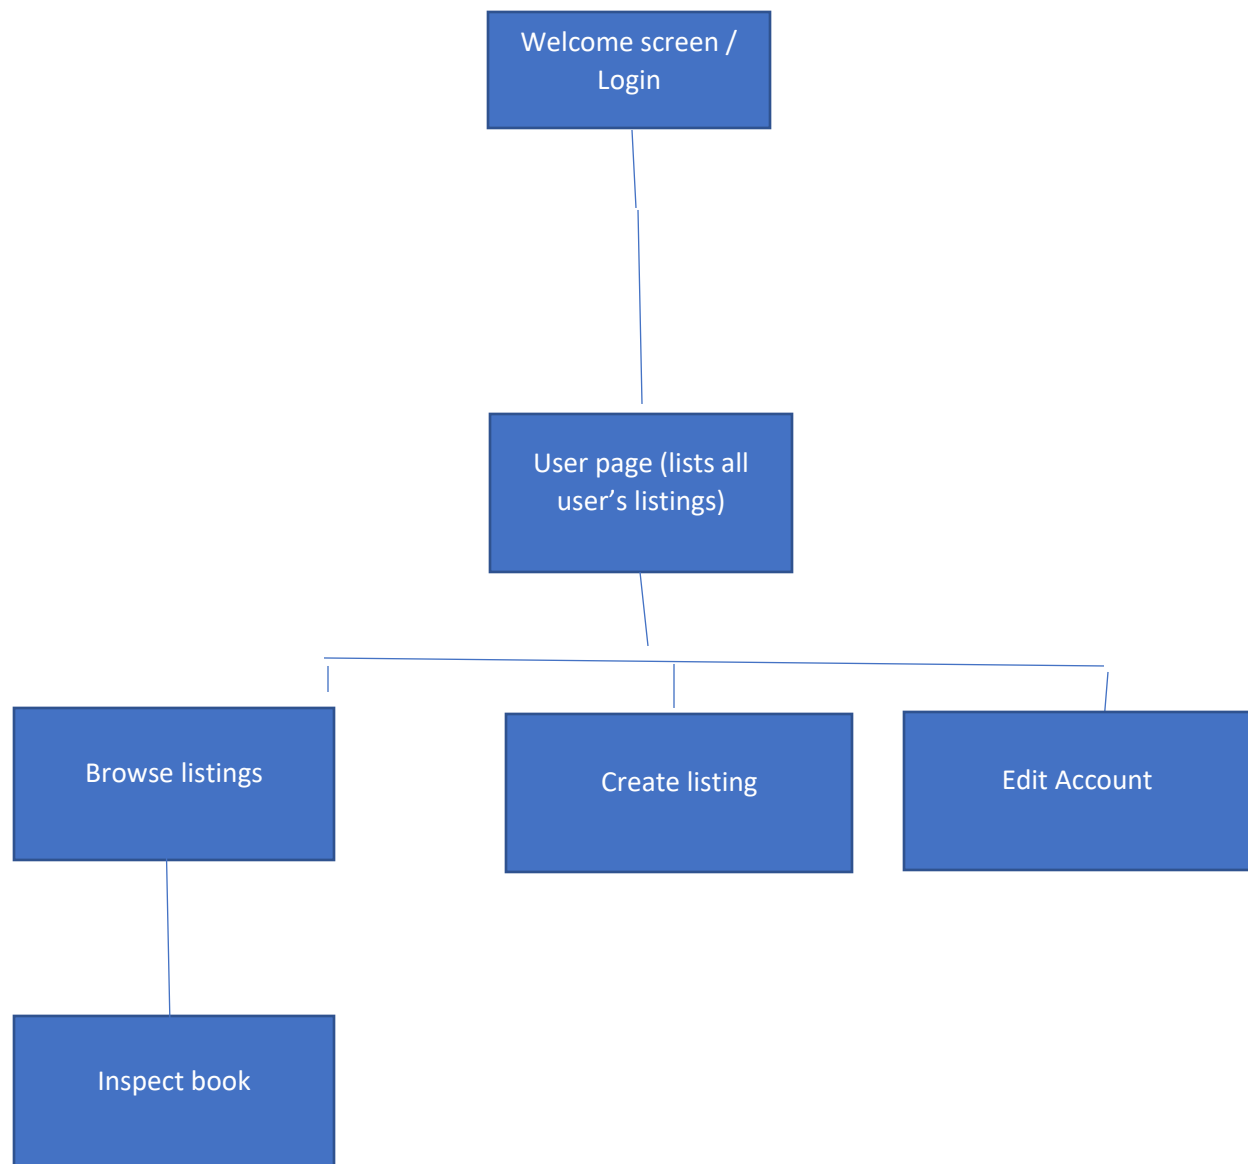 Welcome screen /
Login
User page (lists all
user’s listings)
Browse listings
Create listing
Edit Account
Inspect book